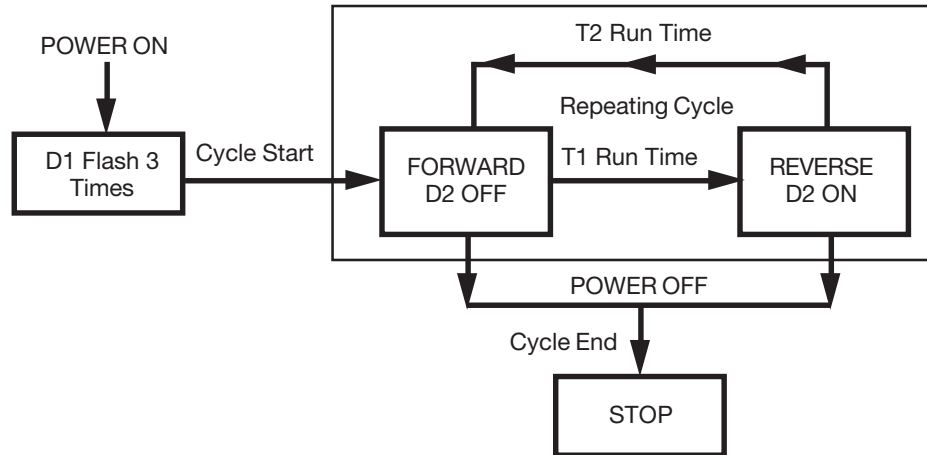 POWER ON
D1 Flash 3
Times
Cycle Start
T2 Run Time
Repeating Cycle
FORWARD
D2 OFF
T1 Run Time
REVERSE
D2 ON
POWER OFF
Cycle End
STOP